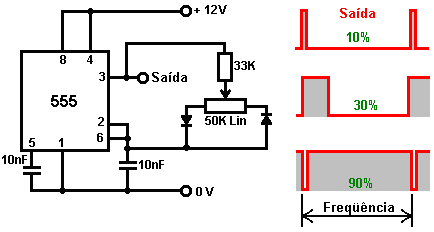 + 12V
8
4
3
Saída
33K
555
50K Lin
2
6
5
1
10nF
10nF
0 V
Saída
10%
30%
90%
Freqüência